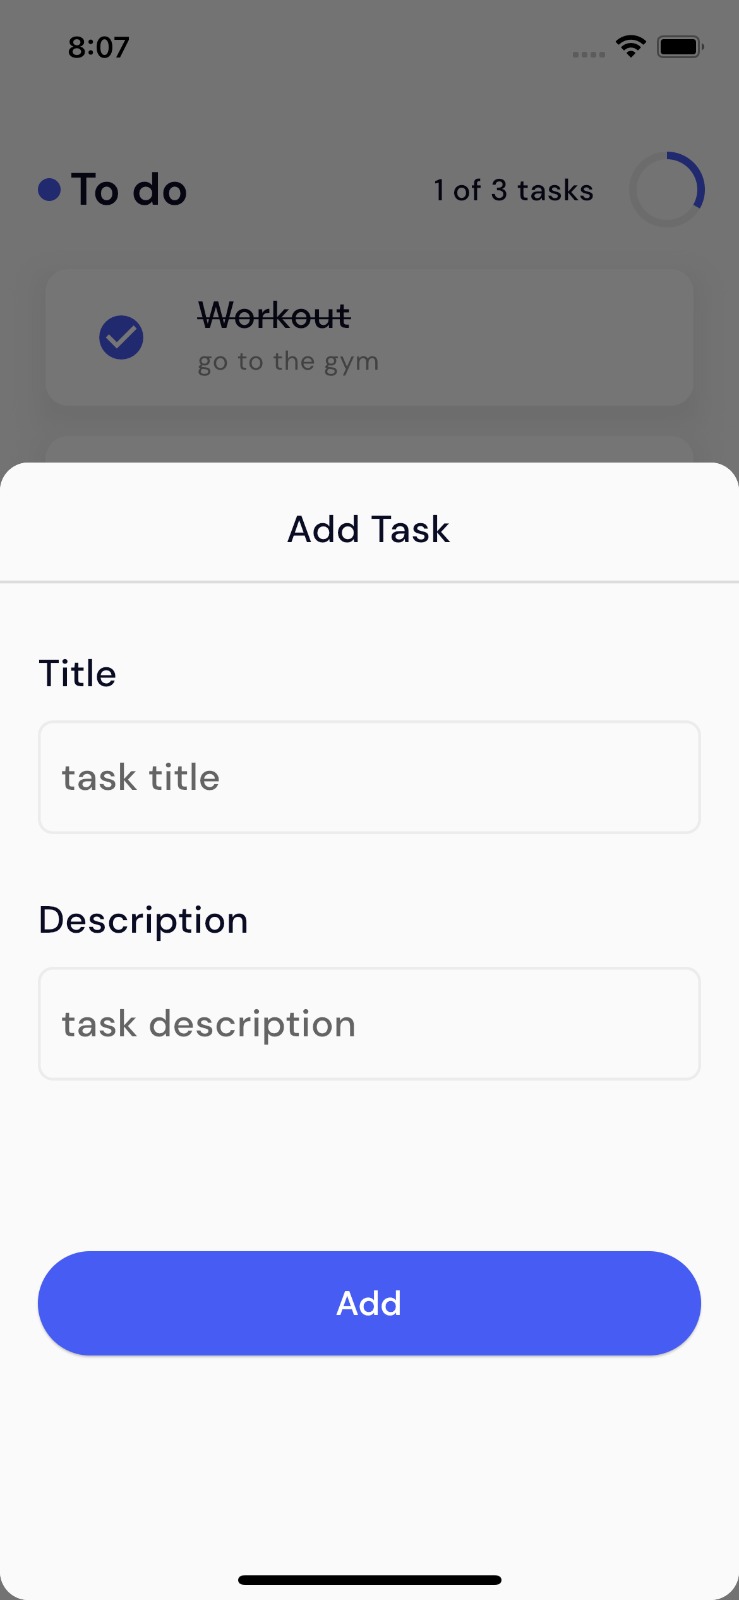 8:07
To do
1 of 3 tasks
Workout
go to the gym
Add Task
Title
task title
Description
task description
Add